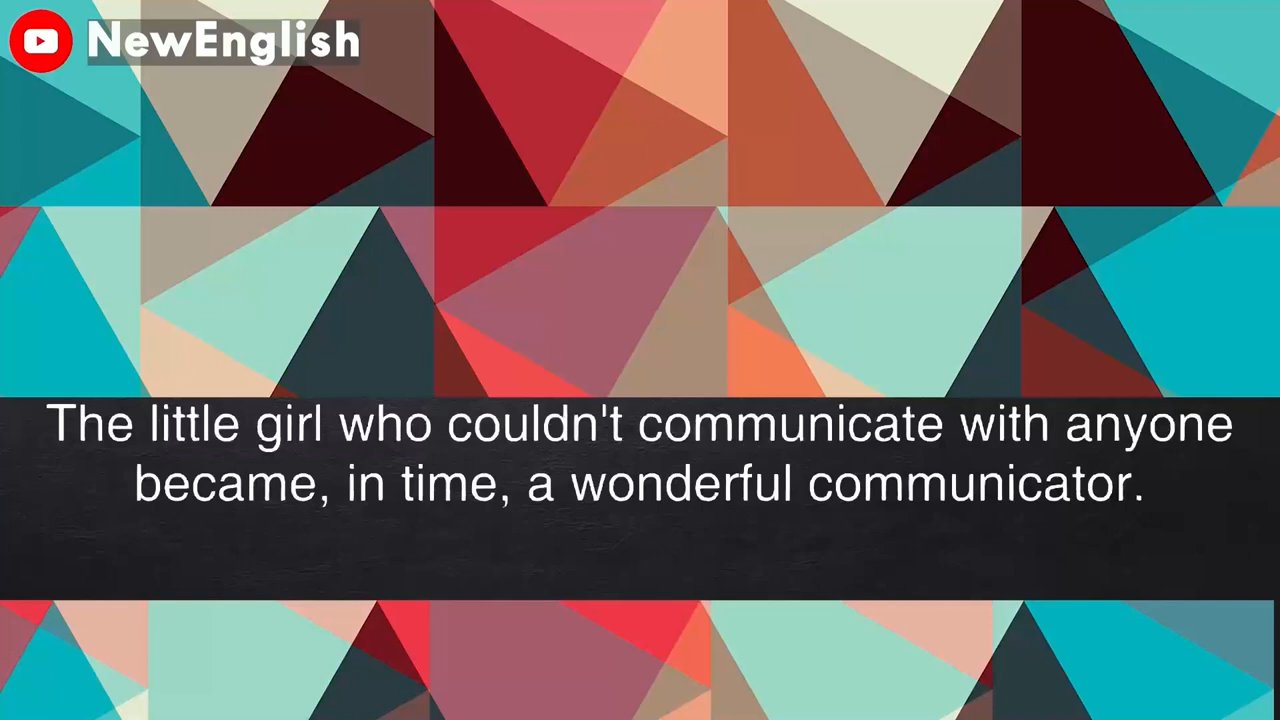 NewEnglish
The little girl who couldn't communicate with anyone
became, in time, a wonderful communicator.